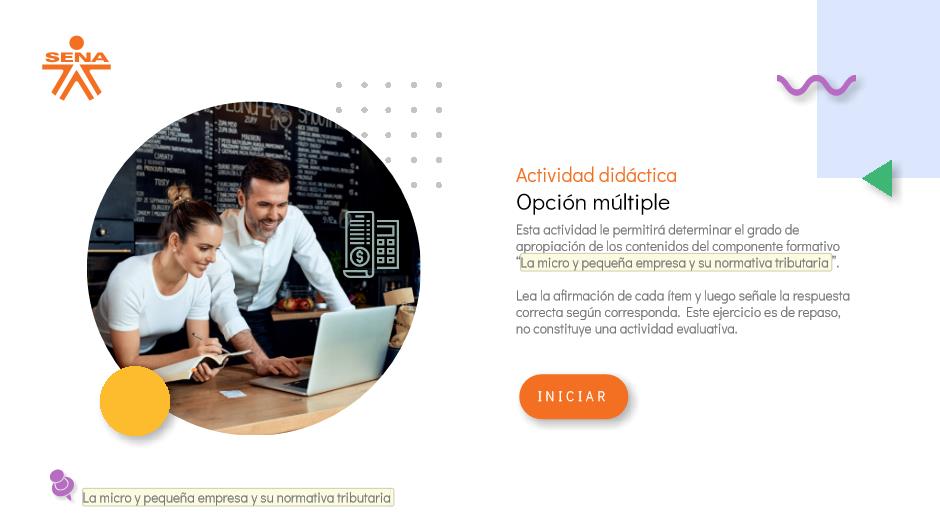 SENA
Actividad didáctica
Opción múltiple
Esta actividad le permitirá determinar el grado de
apropiación de los contenidos del componente formativo
“La micro y pequeña empresa y su normativa tributaria ”.
Lea la afirmación de cada ítem y luego señale la respuesta
correcta según corresponda. Este ejercicio es de repaso,
no constituye una actividad evaluativa.
INICIAR
La micro y pequeña empresa y su normativa tributaria